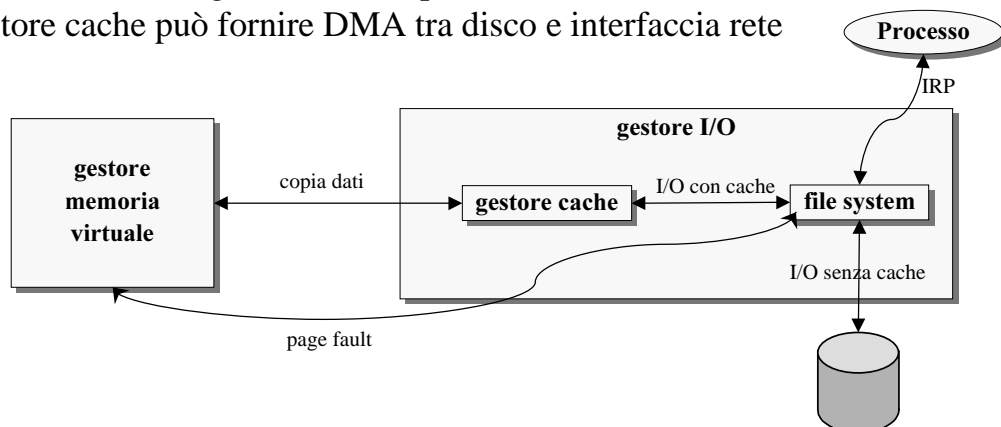 tore cache può fornire DMA tra disco e interfaccia rete
Processo
IRP
gestore I/O
gestore
memoria
virtuale
copia dati
gestore cache
I/O con cache
file system
I/O senza cache
page fault